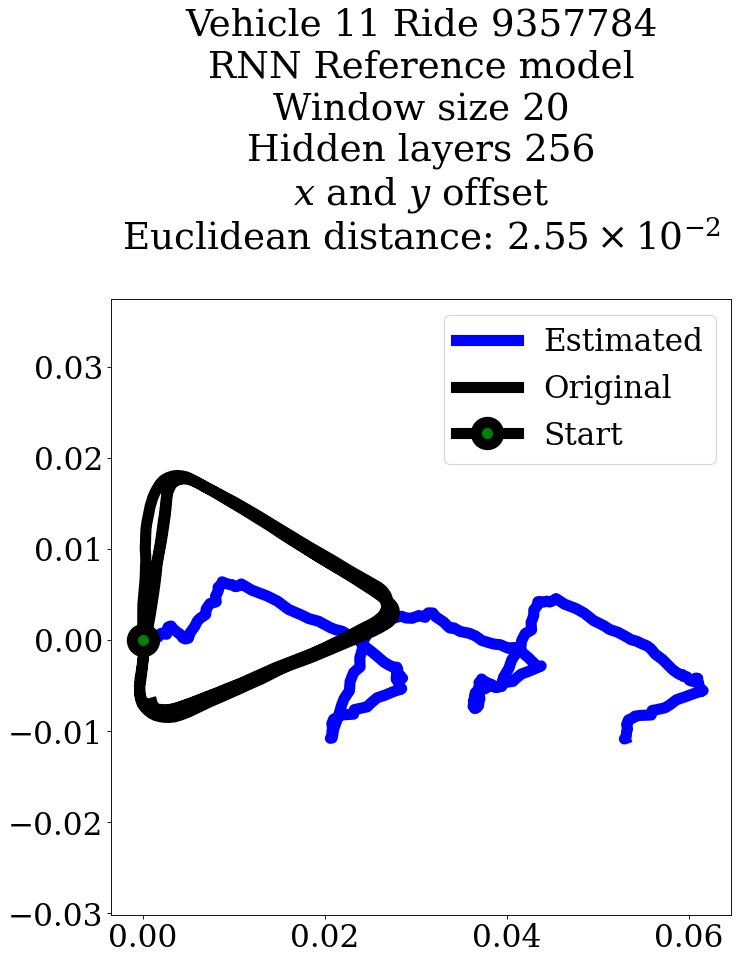 Vehicle 11 Ride 9357784
RNN Reference model
Window size 20
Hidden layers 256
x and y offset
Euclidean distance: 2.55 × 10⁻²
Estimated
Original
Start
0.03
0.02
0.01
0.00
−0.01
−0.02
−0.03
0.00 0.02 0.04 0.06